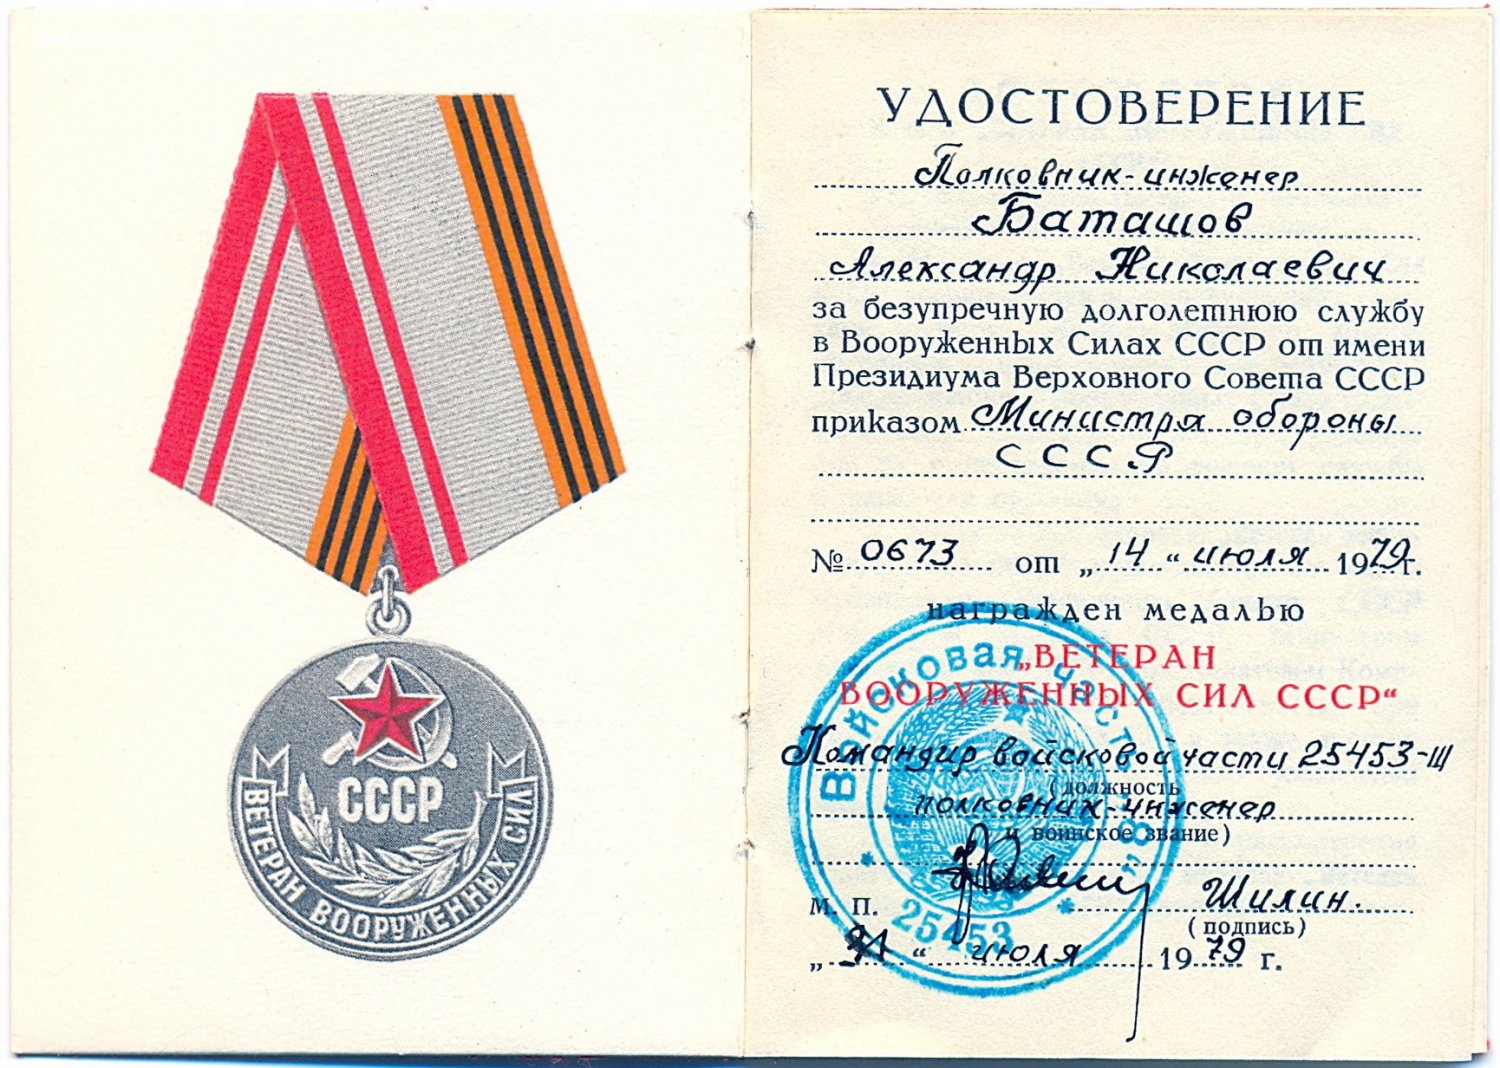 СССР
ВЕТЕРАН ВООРУЖЕННЫХ СИЛ
УДОСТОВЕРЕНИЕ
Полковник-инженер
Баташов
Александр Николаевич
за безупречную долголетнюю службу
в Вооруженных Силах СССР от имени
Президиума Верховного Совета СССР
приказом Министра обороны
СССР
№ 0673 от „14“ июля 1979г.
награжден медалью
„ВЕТЕРАН
ВООРУЖЕННЫХ СИЛ СССР“
Командир войсковой части 25453-Ш
(должность
полковник-инженер
и воинское звание)
Шилин.
М. П.
(подпись)
„ “ июля 1979 г.
Войсковая часть
25453